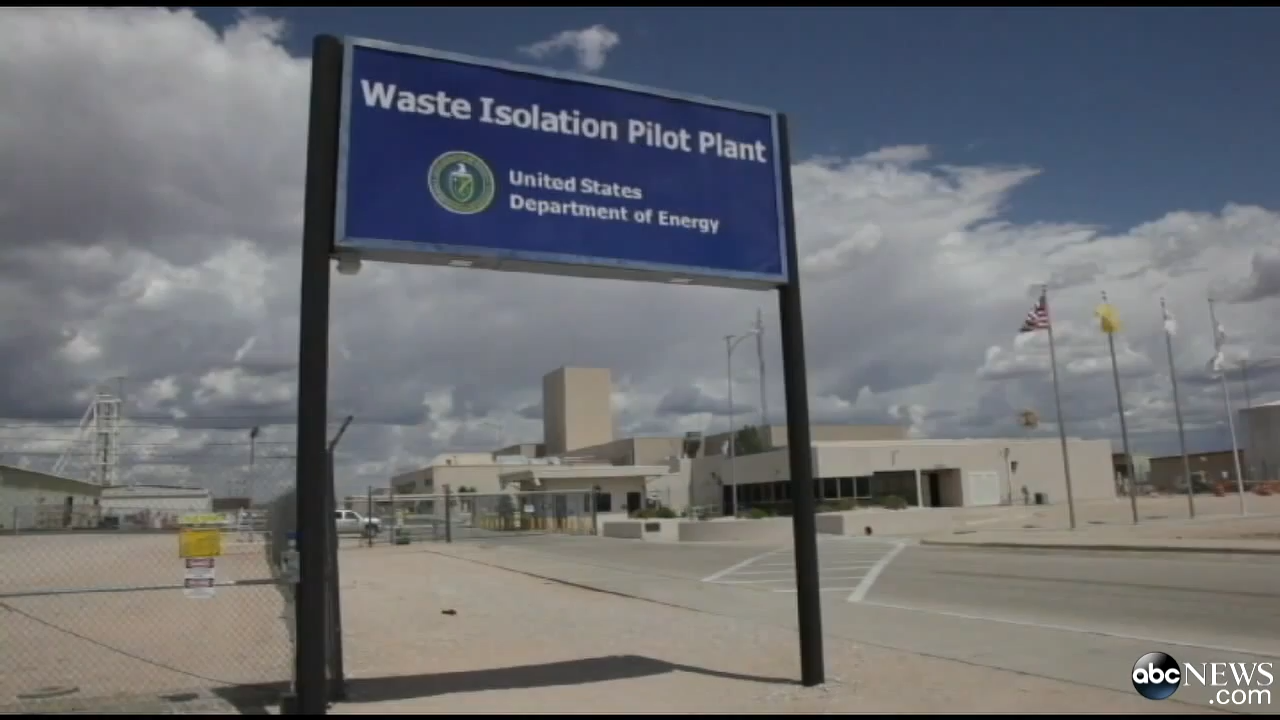 Waste Isolation Pilot Plant
United States
Department of Energy
abc NEWS
.com